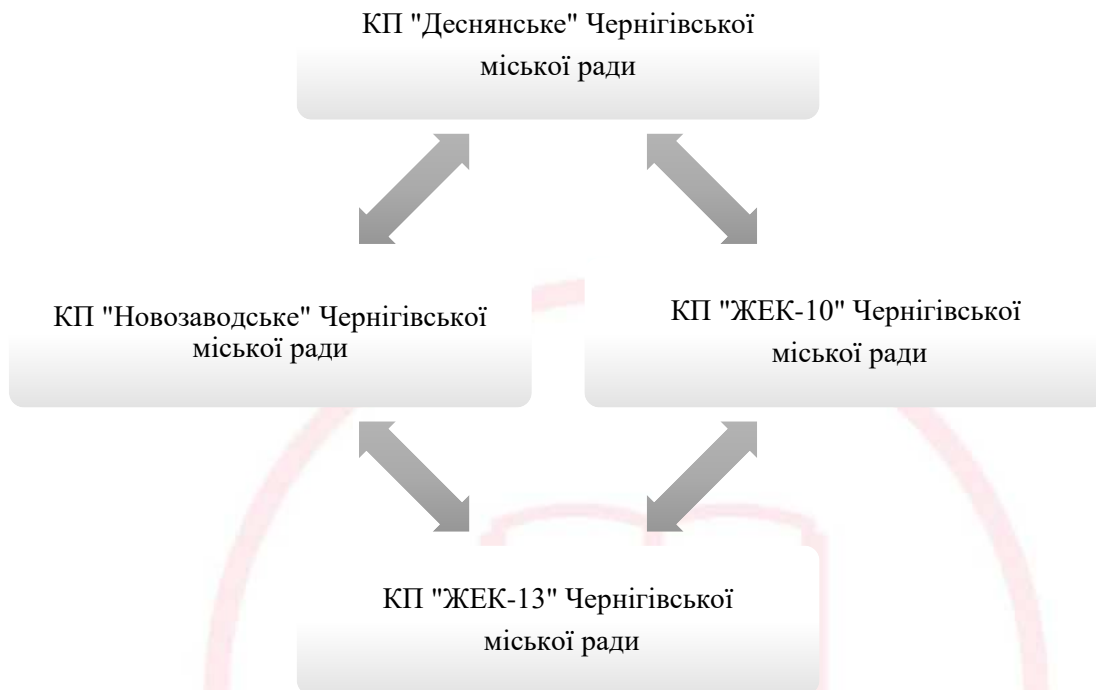 КП "Деснянське" Чернігівської
міської ради
КП "Новозаводське" Чернігівської
міської ради
КП "ЖЕК-10" Чернігівської
міської ради
КП "ЖЕК-13" Чернігівської
міської ради